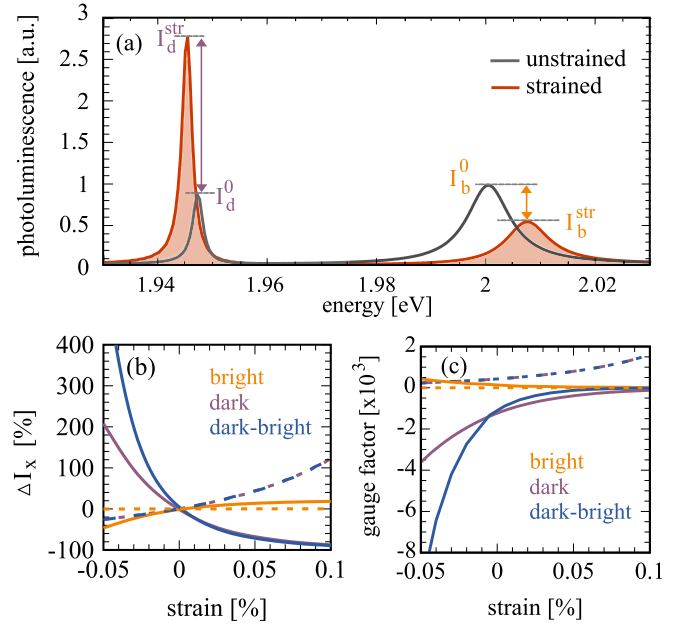 (a)
photoluminescence [a.u.]
3
2.5
2
1.5
1
0.5
0
I_d^str
I_d^0
unstrained
strained
I_b^0
I_b^str
1.94
1.96
1.98
2
2.02
energy [eV]
(b)
Δ I_x [%]
400
300
200
100
0
-100
bright
dark
dark-bright
-0.05
0
0.05
0.1
strain [%]
(c)
gauge factor [x10^-3]
2
0
-2
-4
-6
-8
bright
dark
dark-bright
-0.05
0
0.05
0.1
strain [%]